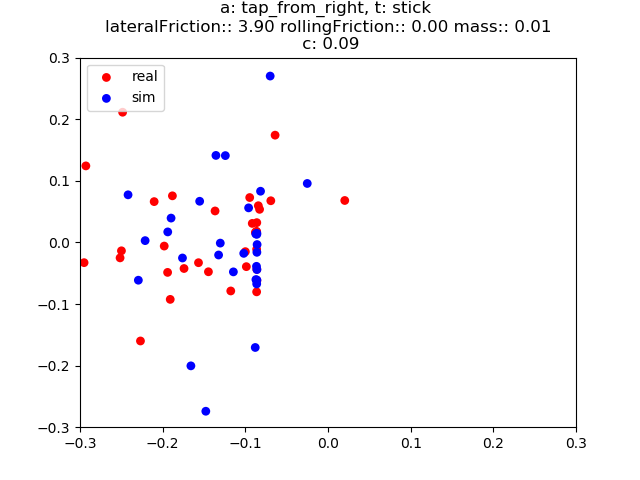 a: tap_from_right, t: stick
lateralFriction:: 3.90 rollingFriction:: 0.00 mass:: 0.01
c: 0.09
real
sim
0.3
0.2
0.1
0.0
−0.1
−0.2
−0.3
−0.3 −0.2 −0.1 0.0 0.1 0.2 0.3